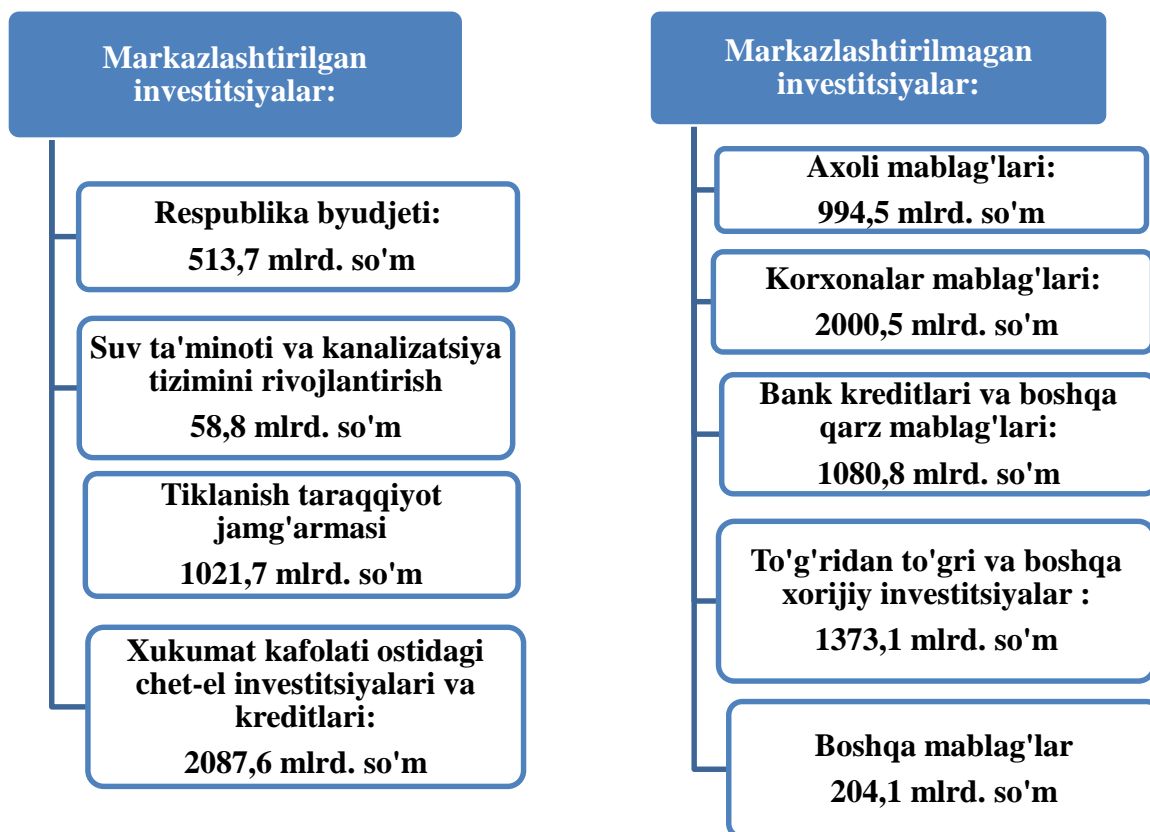 Markazlashtirilgan
investitsiyalar:
Respublika byudjeti:
513,7 mlrd. so'm
Suv ta'minoti va kanalizatsiya
tizimini rivojlantirish
58,8 mlrd. so'm
Tiklanish taraqqiyot
jamg'armasi
1021,7 mlrd. so'm
Xukumat kafolati ostidagi
chet-el investitsiyalari va
kreditlari:
2087,6 mlrd. so'm
Markazlashtirilmagan
investitsiyalar:
Axoli mablag'lari:
994,5 mlrd. so'm
Korxonalar mablag'lari:
2000,5 mlrd. so'm
Bank kreditlari va boshqa
qarz mablag'lari:
1080,8 mlrd. so'm
To'g'ridan to'gri va boshqa
xorijiy investitsiyalar :
1373,1 mlrd. so'm
Boshqa mablag'lar
204,1 mlrd. so'm